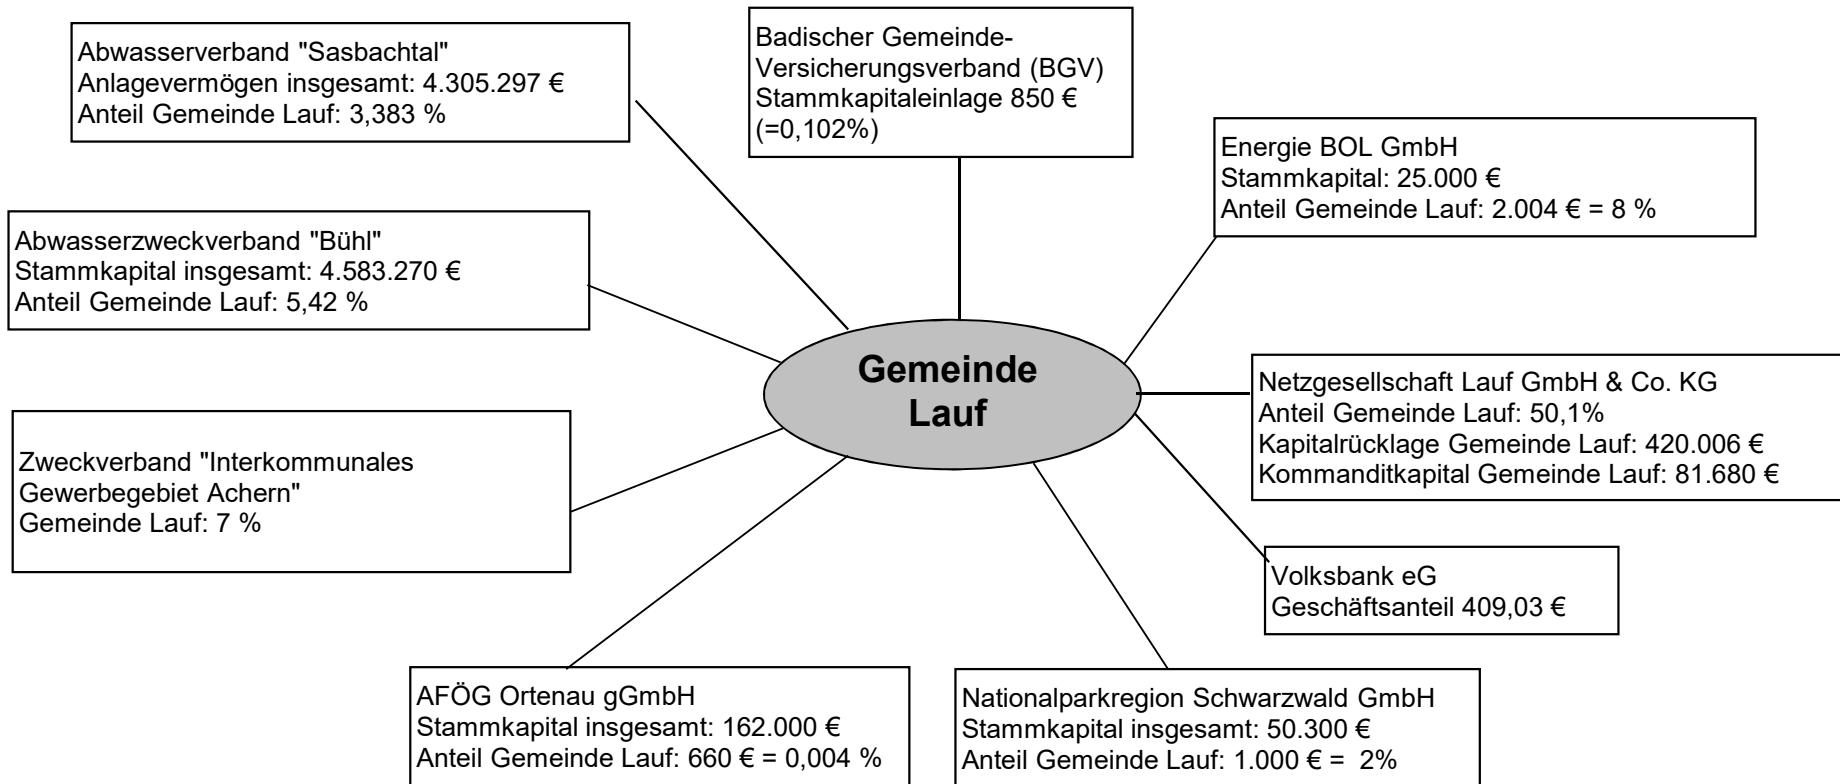 Abwasserverband "Sasbachtal"
Anlagevermögen insgesamt: 4.305.297 €
Anteil Gemeinde Lauf: 3,383 %
Badischer Gemeinde-
Versicherungsverband (BGV)
Stammkapitaleinlage 850 €
(=0,102%)
Energie BOL GmbH
Stammkapital: 25.000 €
Anteil Gemeinde Lauf: 2.004 € = 8 %
Abwasserzweckverband "Bühl"
Stammkapital insgesamt: 4.583.270 €
Anteil Gemeinde Lauf: 5,42 %
Gemeinde
Lauf
Netzgesellschaft Lauf GmbH & Co. KG
Anteil Gemeinde Lauf: 50,1%
Kapitalrücklage Gemeinde Lauf: 420.006 €
Kommanditkapital Gemeinde Lauf: 81.680 €
Zweckverband "Interkommunales
Gewerbegebiet Achern"
Gemeinde Lauf: 7 %
Volksbank eG
Geschäftsanteil 409,03 €
AFÖG Ortenau gGmbH
Stammkapital insgesamt: 162.000 €
Anteil Gemeinde Lauf: 660 € = 0,004 %
Nationalparkregion Schwarzwald GmbH
Stammkapital insgesamt: 50.300 €
Anteil Gemeinde Lauf: 1.000 € =  2%